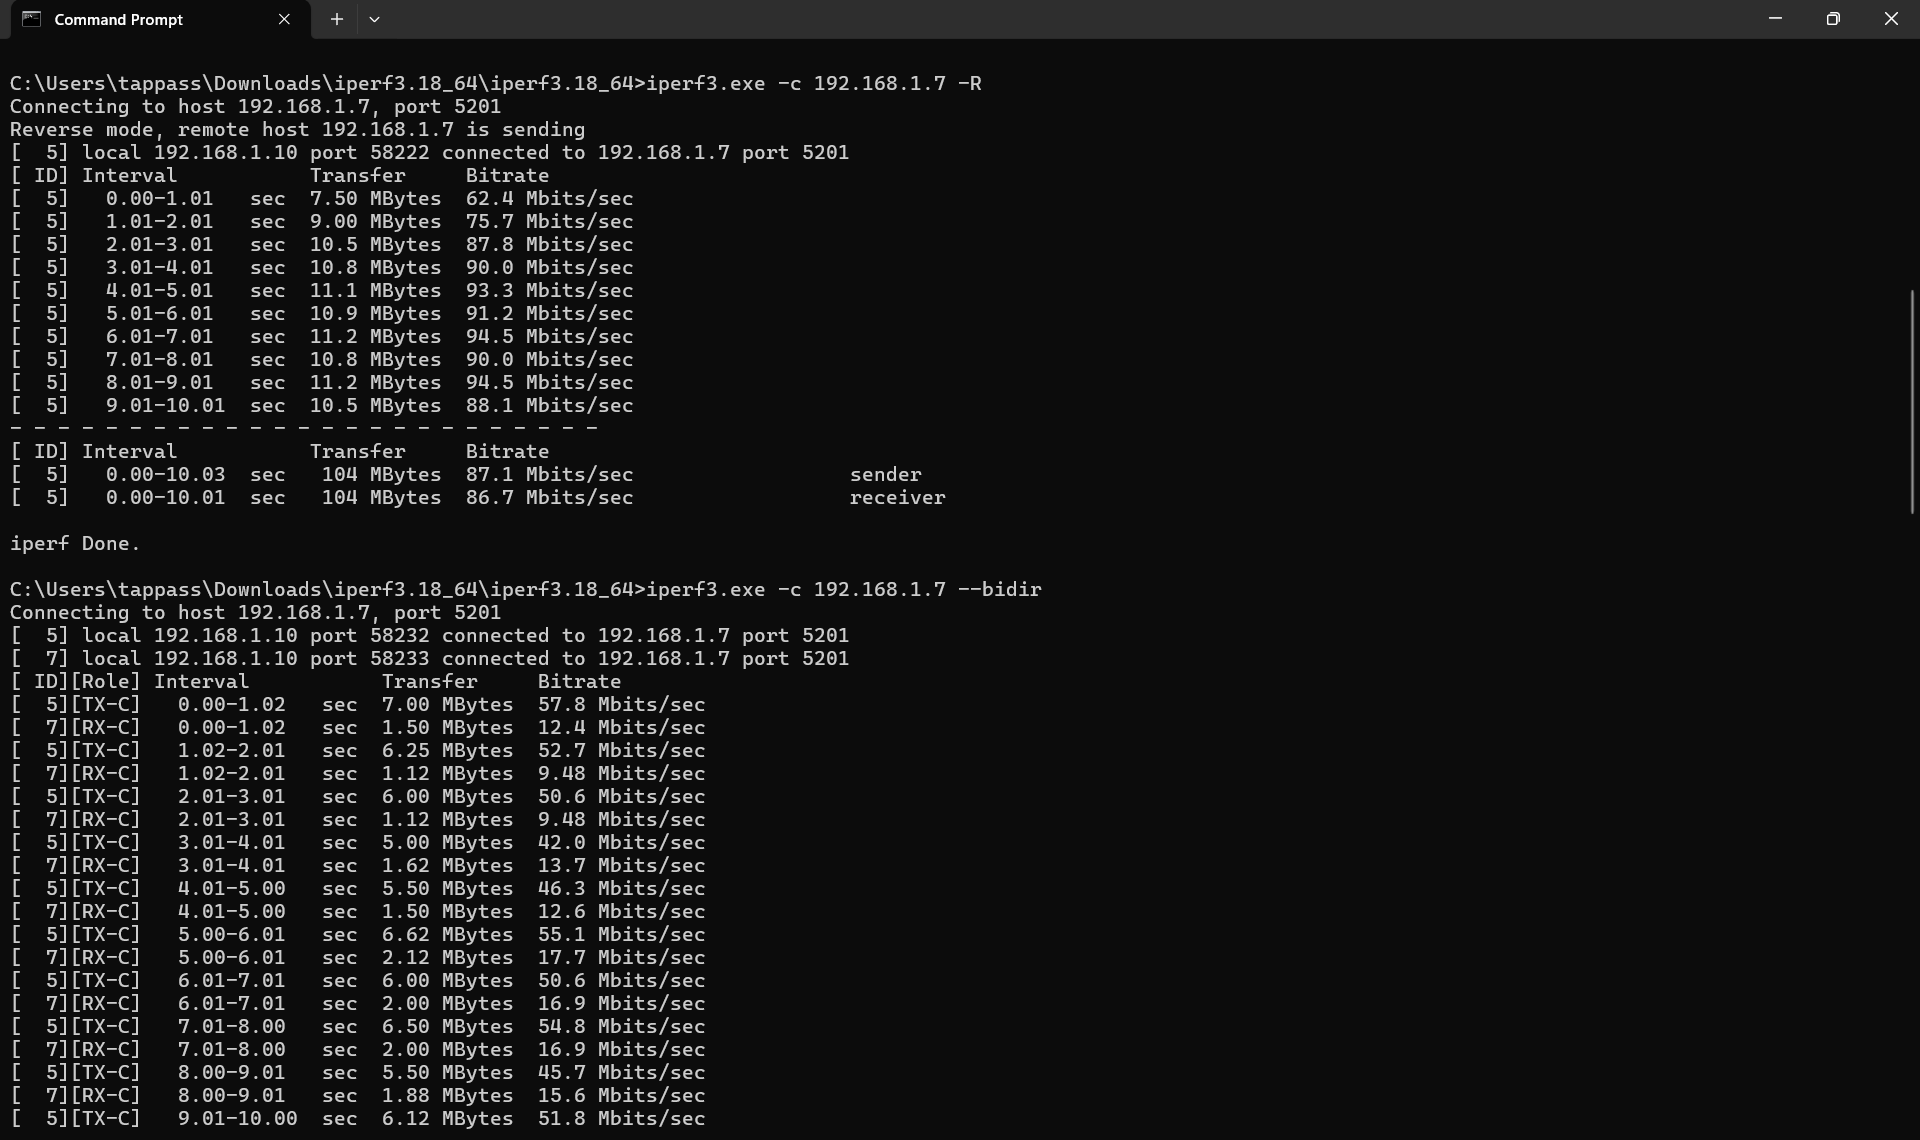 Command Prompt
C:\Users\tappass\Downloads\iperf3.18_64\iperf3.18_64>iperf3.exe -c 192.168.1.7 -R
Connecting to host 192.168.1.7, port 5201
Reverse mode, remote host 192.168.1.7 is sending
[  5] local 192.168.1.10 port 58222 connected to 192.168.1.7 port 5201
[ ID] Interval           Transfer     Bitrate
[  5]   0.00-1.01   sec  7.50 MBytes  62.4 Mbits/sec
[  5]   1.01-2.01   sec  9.00 MBytes  75.7 Mbits/sec
[  5]   2.01-3.01   sec  10.5 MBytes  87.8 Mbits/sec
[  5]   3.01-4.01   sec  10.8 MBytes  90.0 Mbits/sec
[  5]   4.01-5.01   sec  11.1 MBytes  93.3 Mbits/sec
[  5]   5.01-6.01   sec  10.9 MBytes  91.2 Mbits/sec
[  5]   6.01-7.01   sec  11.2 MBytes  94.5 Mbits/sec
[  5]   7.01-8.01   sec  10.8 MBytes  90.0 Mbits/sec
[  5]   8.01-9.01   sec  11.2 MBytes  94.5 Mbits/sec
[  5]   9.01-10.01  sec  10.5 MBytes  88.1 Mbits/sec
- - - - - - - - - - - - - - - - - - - - - - - - -
[ ID] Interval           Transfer     Bitrate
[  5]   0.00-10.03  sec   104 MBytes  87.1 Mbits/sec                  sender
[  5]   0.00-10.01  sec   104 MBytes  86.7 Mbits/sec                  receiver
iperf Done.
C:\Users\tappass\Downloads\iperf3.18_64\iperf3.18_64>iperf3.exe -c 192.168.1.7 --bidir
Connecting to host 192.168.1.7, port 5201
[  5] local 192.168.1.10 port 58232 connected to 192.168.1.7 port 5201
[  7] local 192.168.1.10 port 58233 connected to 192.168.1.7 port 5201
[ ID][Role] Interval           Transfer     Bitrate
[  5][TX-C]   0.00-1.02   sec  7.00 MBytes  57.8 Mbits/sec
[  7][RX-C]   0.00-1.02   sec  1.50 MBytes  12.4 Mbits/sec
[  5][TX-C]   1.02-2.01   sec  6.25 MBytes  52.7 Mbits/sec
[  7][RX-C]   1.02-2.01   sec  1.12 MBytes  9.48 Mbits/sec
[  5][TX-C]   2.01-3.01   sec  6.00 MBytes  50.6 Mbits/sec
[  7][RX-C]   2.01-3.01   sec  1.12 MBytes  9.48 Mbits/sec
[  5][TX-C]   3.01-4.01   sec  5.00 MBytes  42.0 Mbits/sec
[  7][RX-C]   3.01-4.01   sec  1.62 MBytes  13.7 Mbits/sec
[  5][TX-C]   4.01-5.00   sec  5.50 MBytes  46.3 Mbits/sec
[  7][RX-C]   4.01-5.00   sec  1.50 MBytes  12.6 Mbits/sec
[  5][TX-C]   5.00-6.01   sec  6.62 MBytes  55.1 Mbits/sec
[  7][RX-C]   5.00-6.01   sec  2.12 MBytes  17.7 Mbits/sec
[  5][TX-C]   6.01-7.01   sec  6.00 MBytes  50.6 Mbits/sec
[  7][RX-C]   6.01-7.01   sec  2.00 MBytes  16.9 Mbits/sec
[  5][TX-C]   7.01-8.00   sec  6.50 MBytes  54.8 Mbits/sec
[  7][RX-C]   7.01-8.00   sec  2.00 MBytes  16.9 Mbits/sec
[  5][TX-C]   8.00-9.01   sec  5.50 MBytes  45.7 Mbits/sec
[  7][RX-C]   8.00-9.01   sec  1.88 MBytes  15.6 Mbits/sec
[  5][TX-C]   9.01-10.00  sec  6.12 MBytes  51.8 Mbits/sec